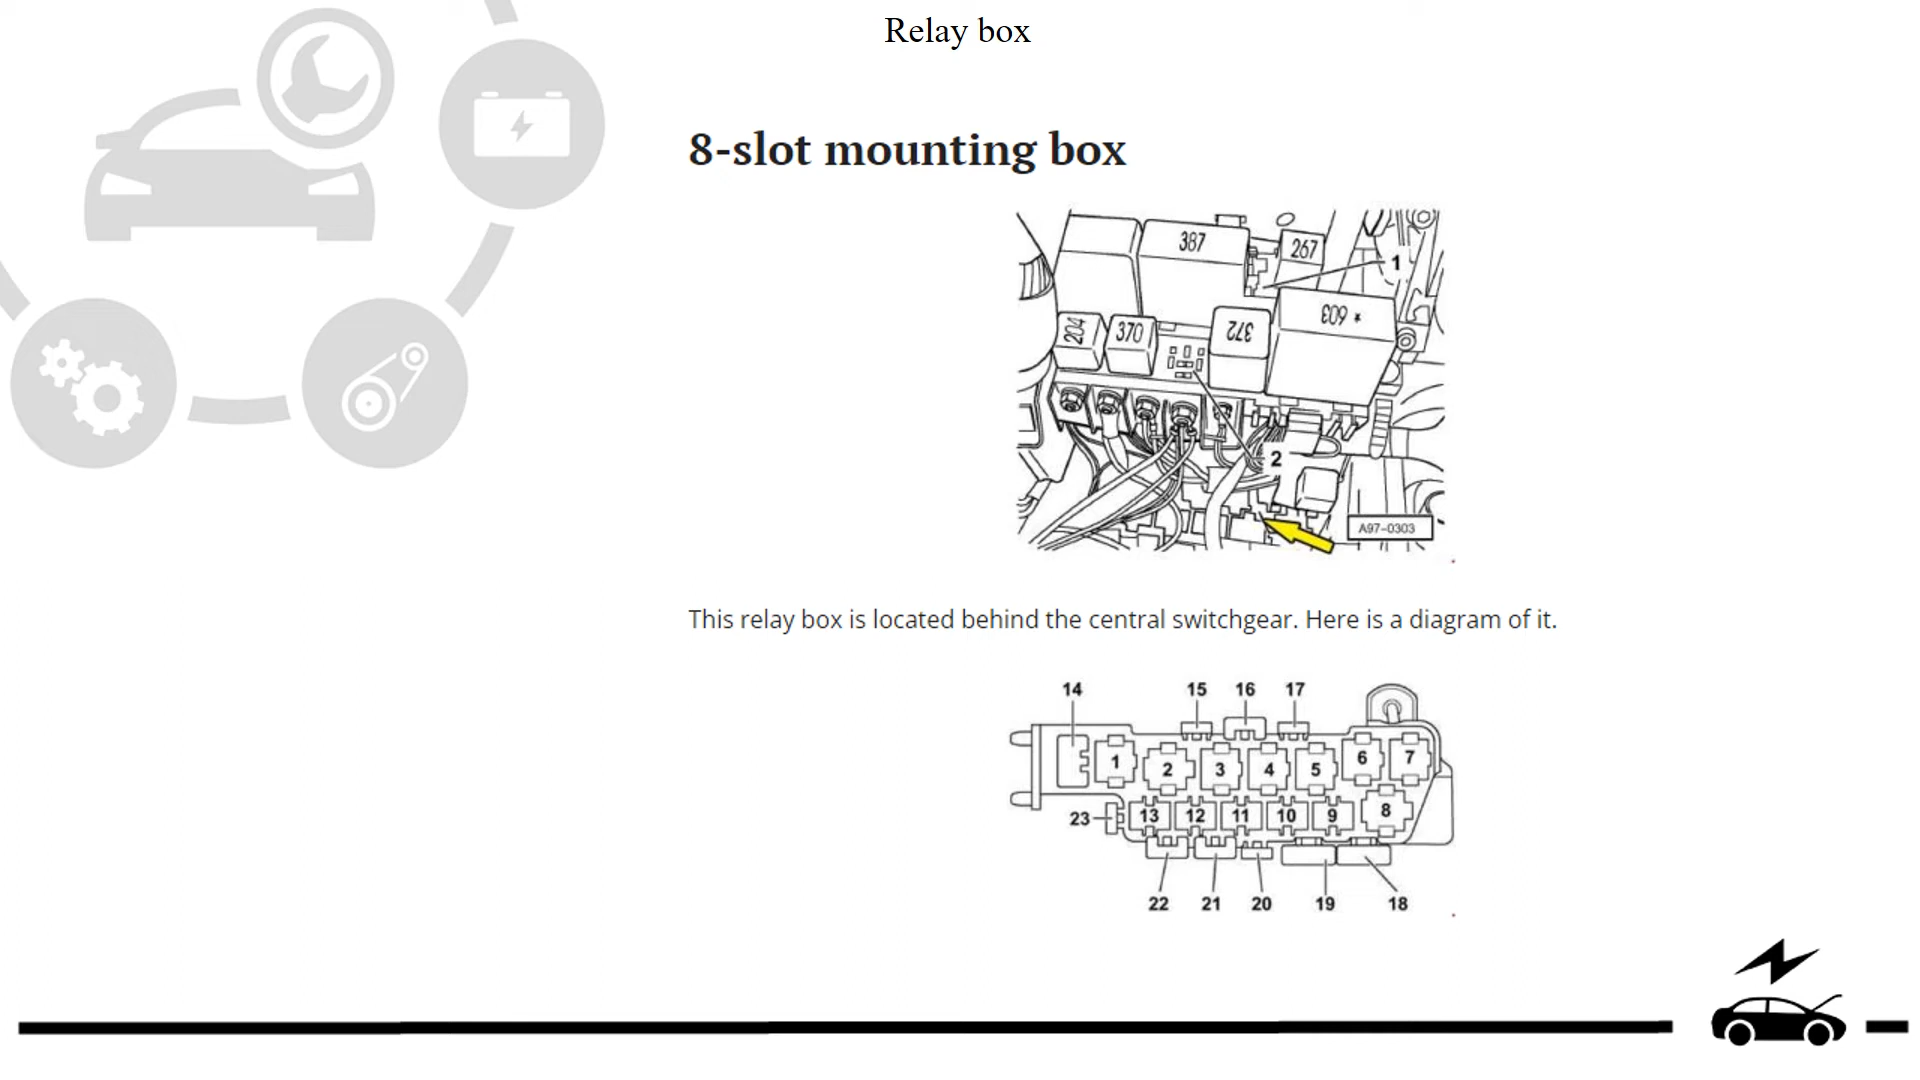 Relay box
8-slot mounting box
387
267
1
204
370
372
603 *
2
A97-0303
This relay box is located behind the central switchgear. Here is a diagram of it.
14 15 16 17
1 2 3 4 5 6 7
23 13 12 11 10 9 8
22 21 20 19 18